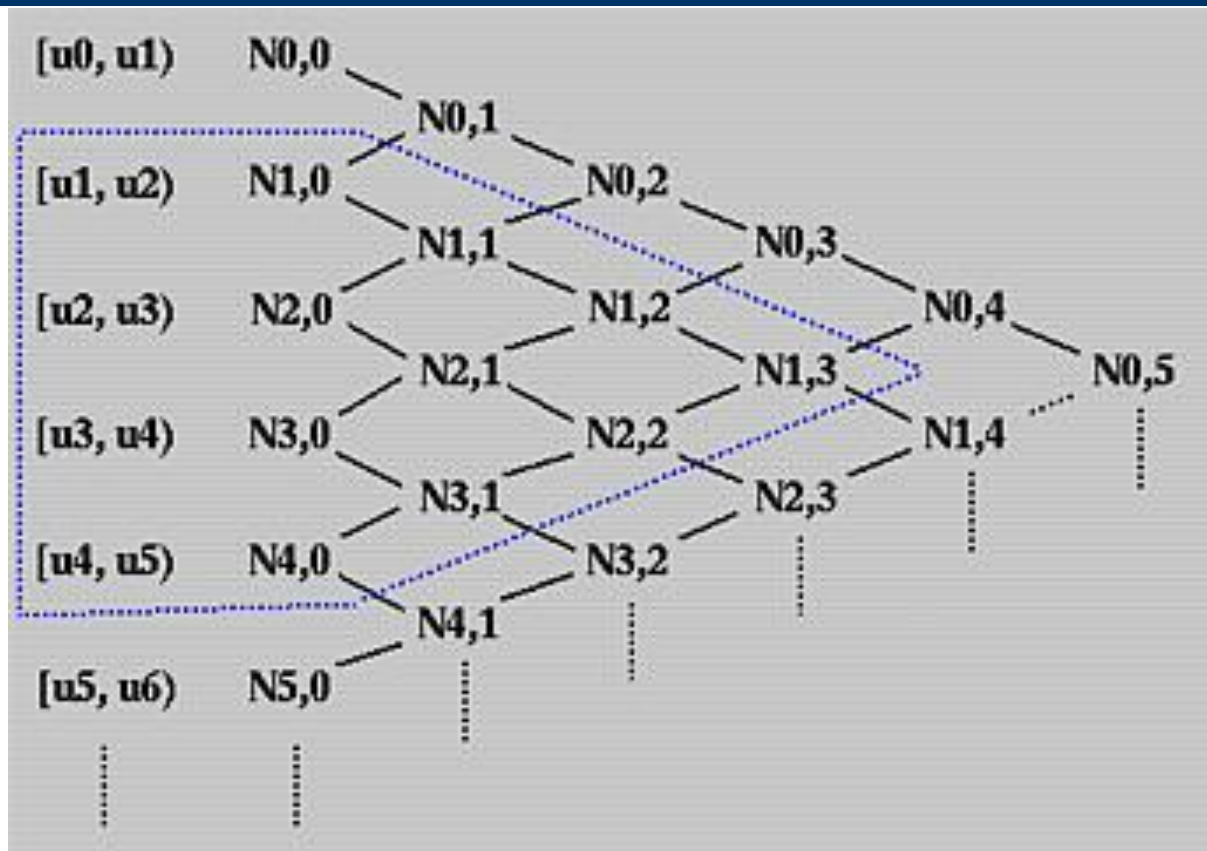 [u0, u1) N0,0
N0,1
[u1, u2) N1,0 N0,2
N1,1 N0,3
[u2, u3) N2,0 N1,2 N0,4
N2,1 N1,3 N0,5
[u3, u4) N3,0 N2,2 N1,4
N3,1 N2,3
[u4, u5) N4,0 N3,2
N4,1
[u5, u6) N5,0